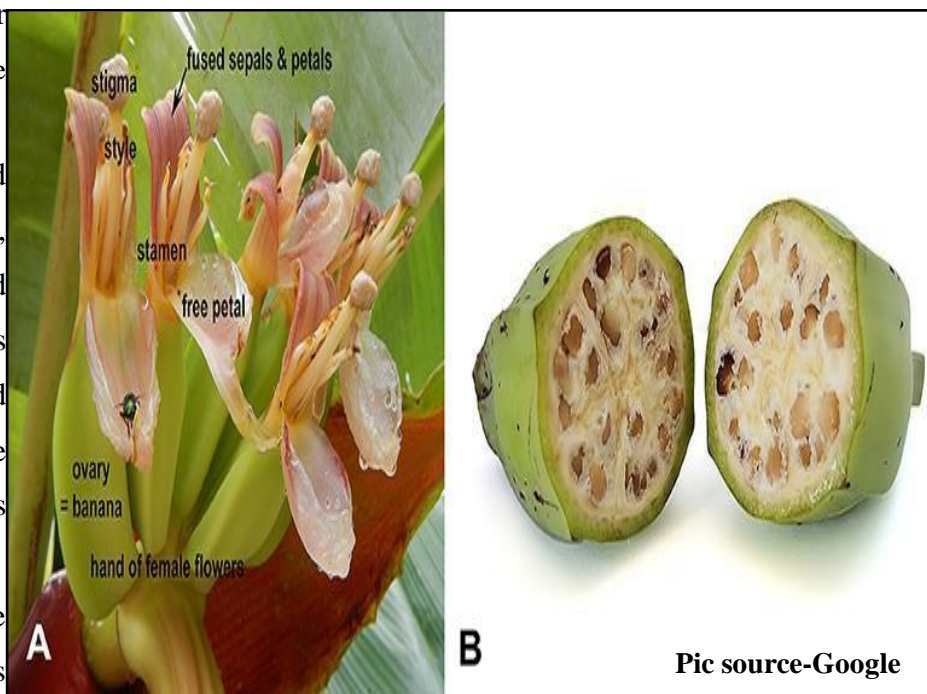 fused sepals & petals
stigma
style
stamen
free petal
ovary
= banana
hand of female flowers
A
B
Pic source-Google